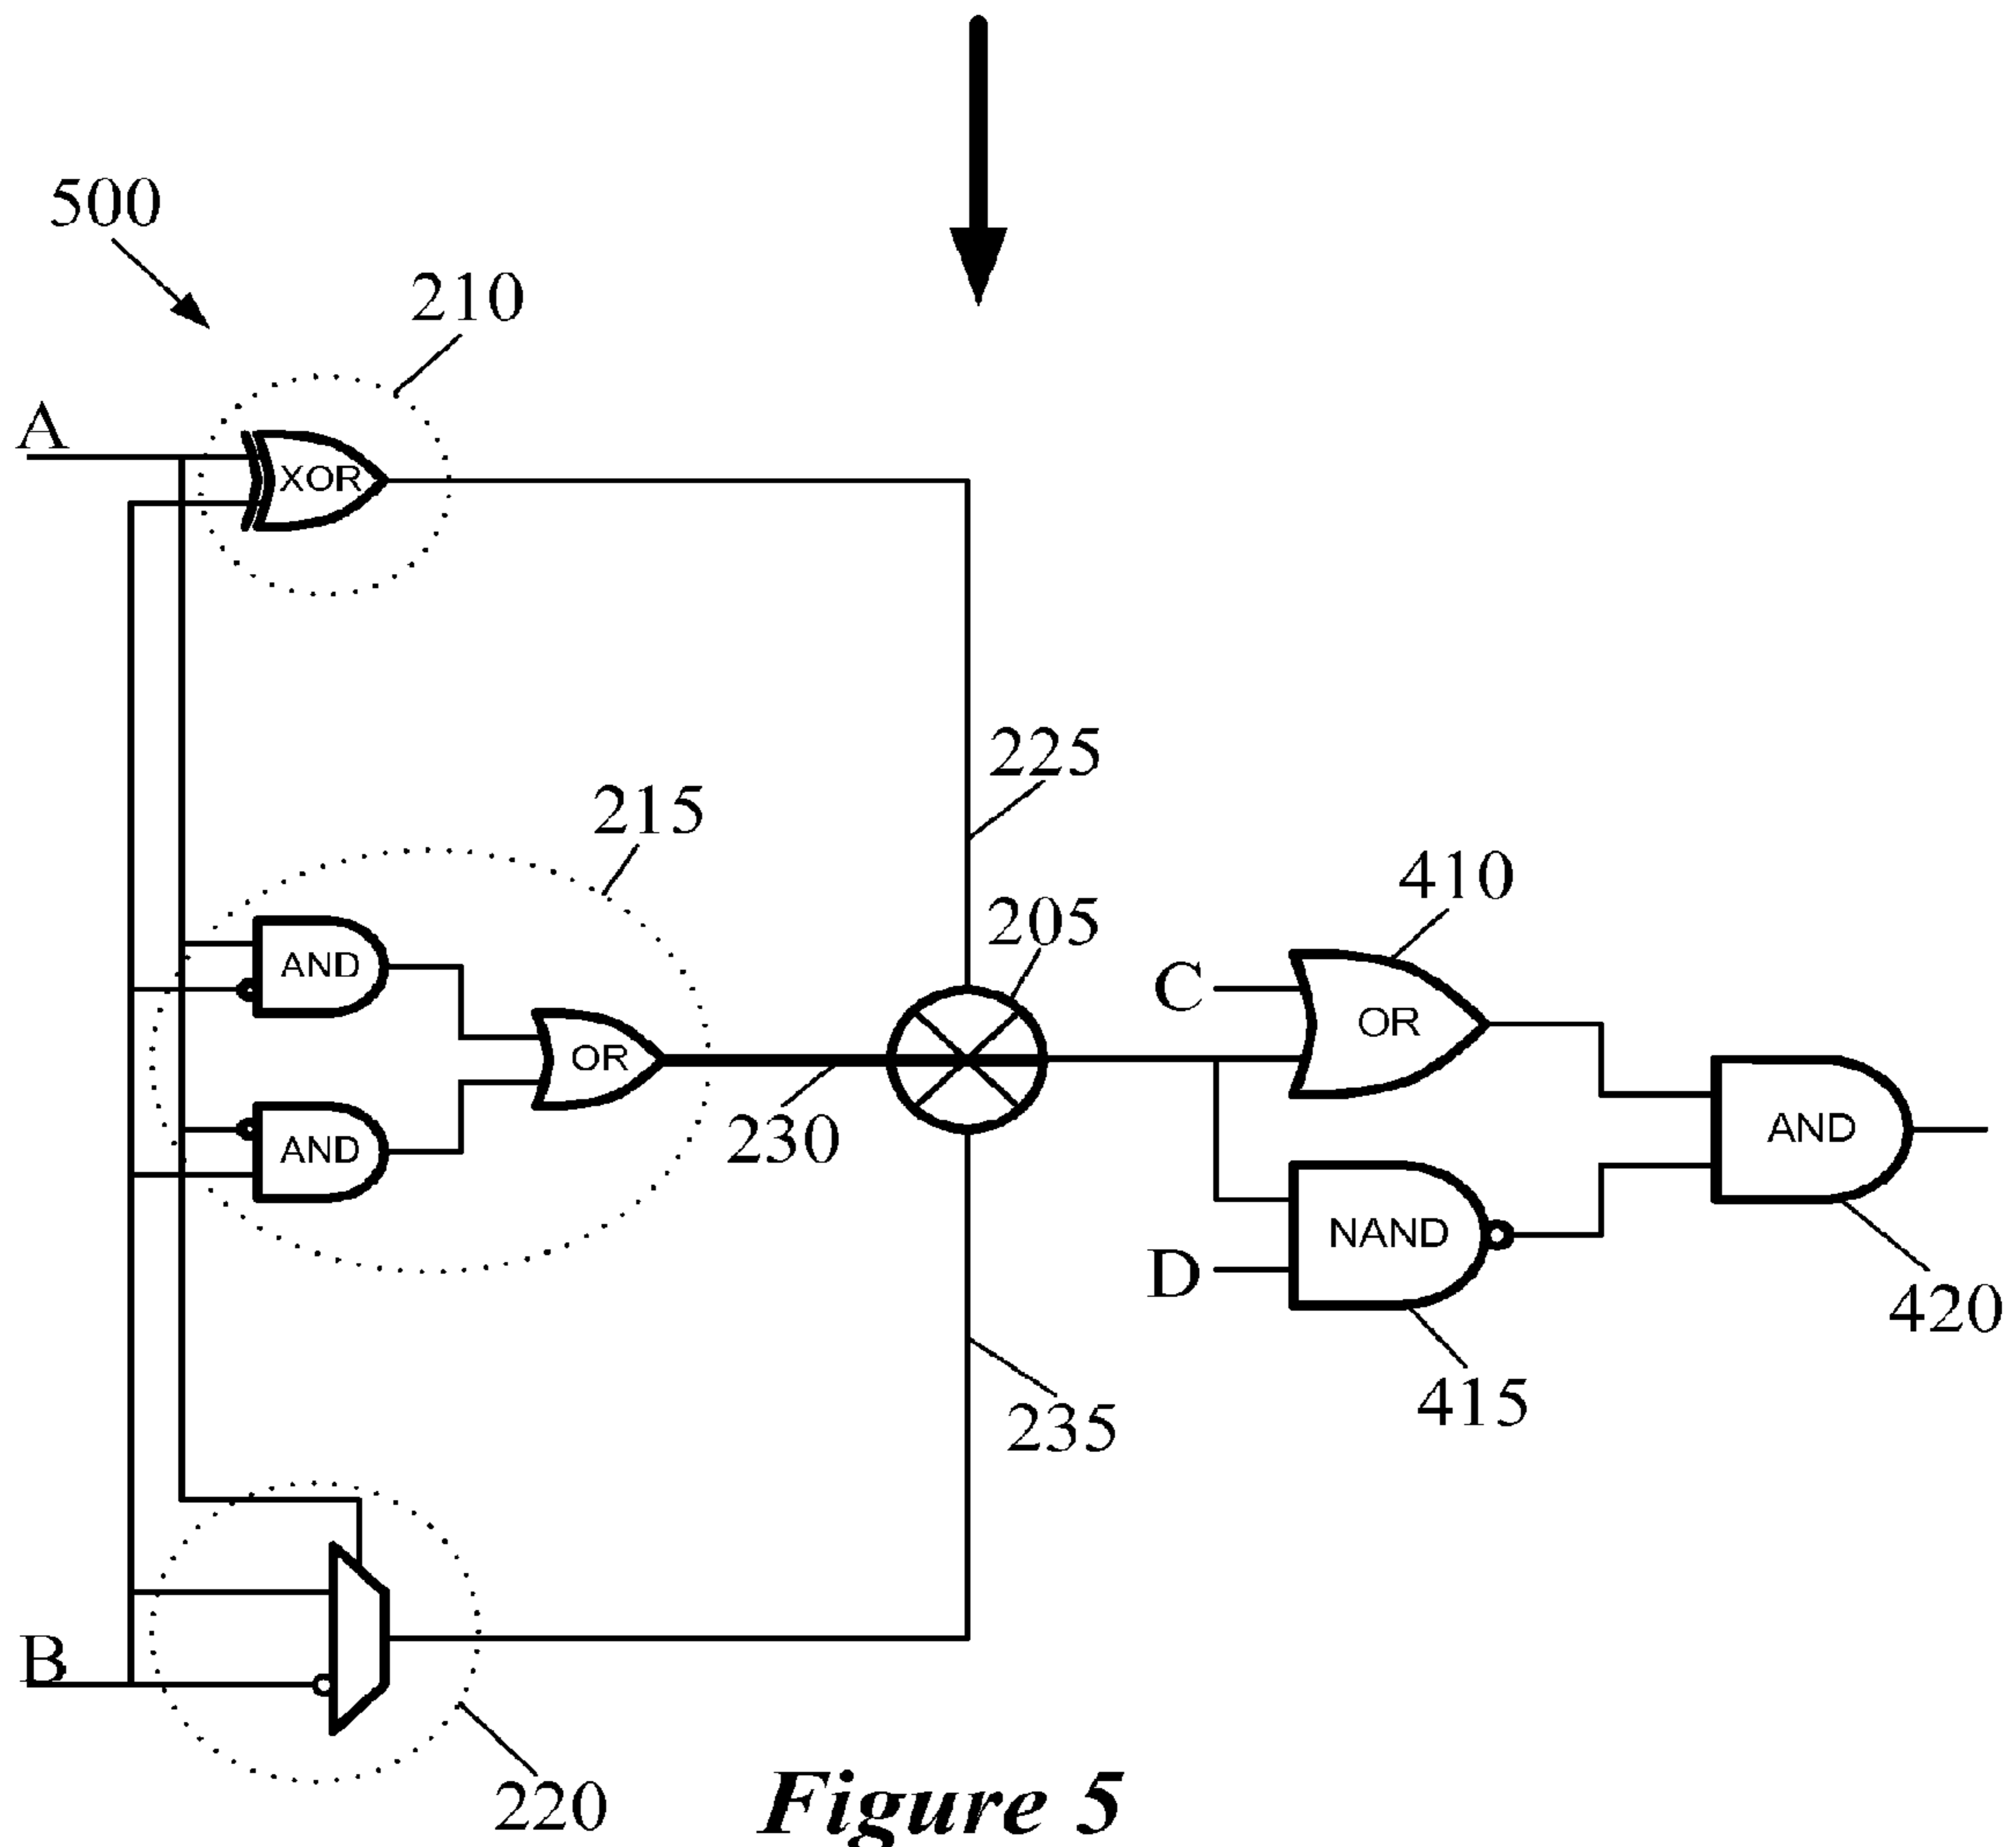 500
210
A
XOR
225
215
410
205
AND
C
OR
OR
AND
230
AND
NAND
D
420
415
235
B
220
Figure 5